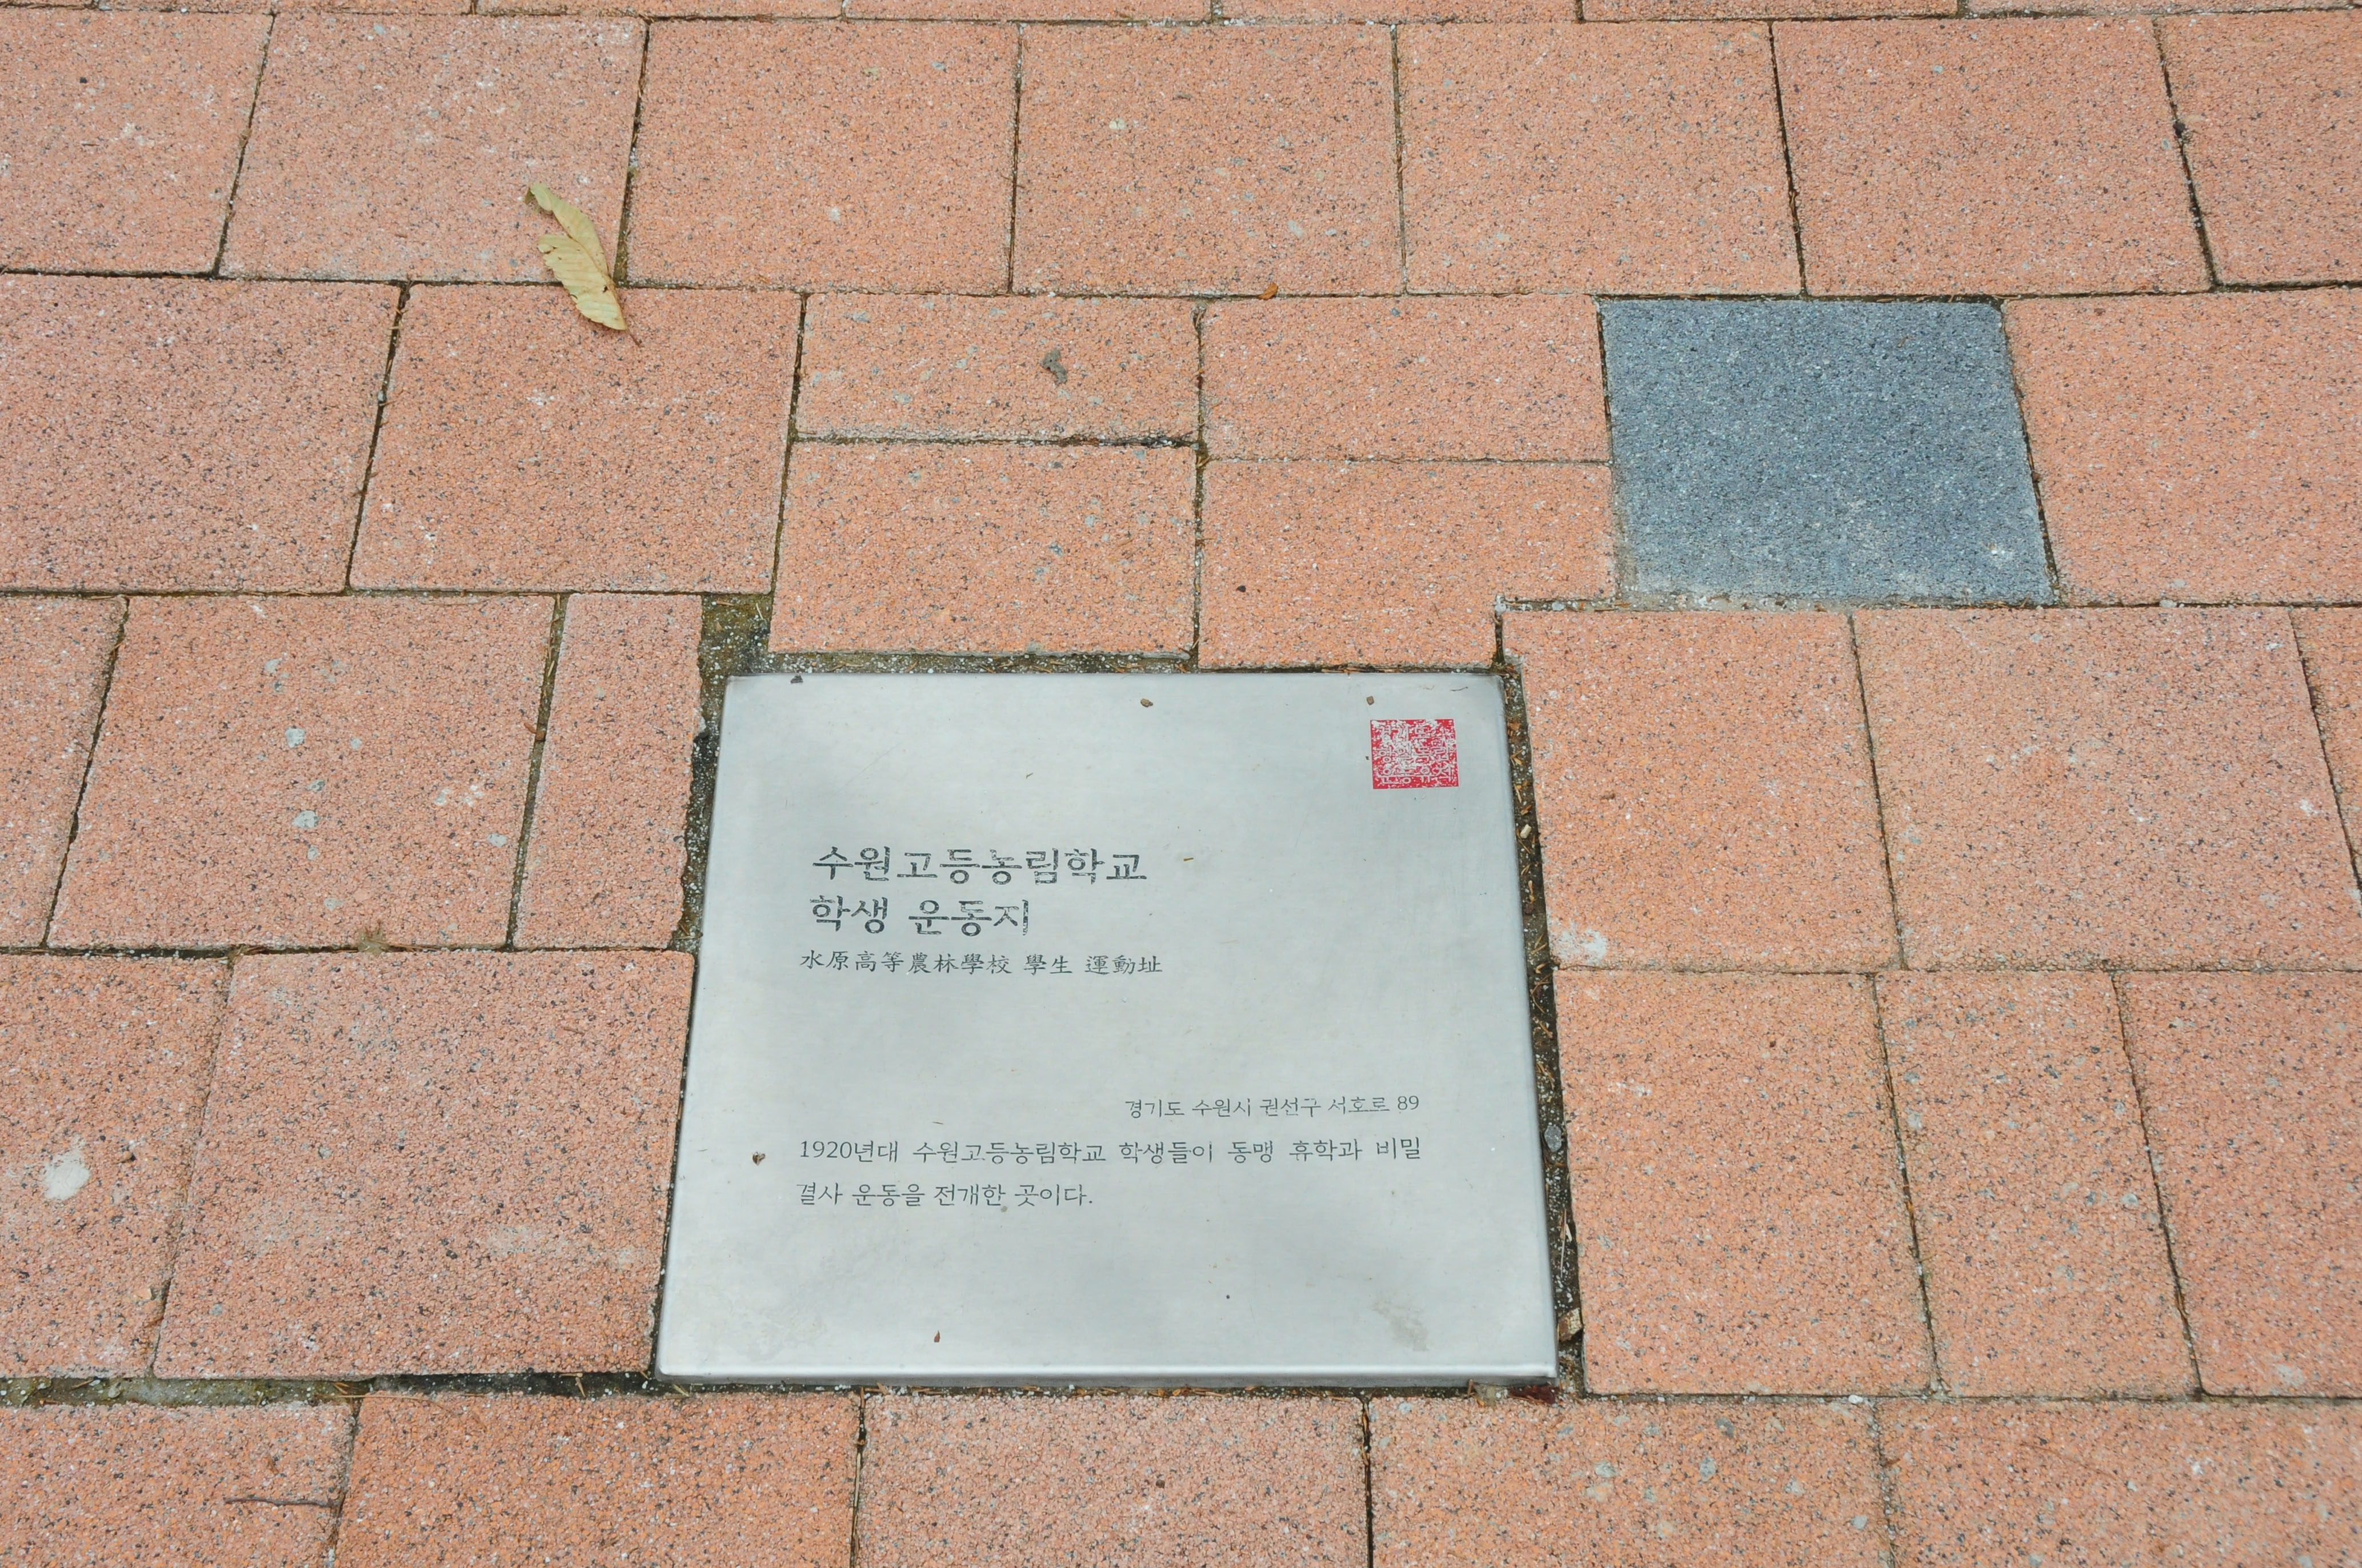 수원고등농림학교
학생 운동지
水原高等農林學校 學生 運動址
경기도 수원시 권선구 서호로 89
1920년대 수원고등농림학교 학생들이 동맹 휴학과 비밀
결사 운동을 전개한 곳이다.